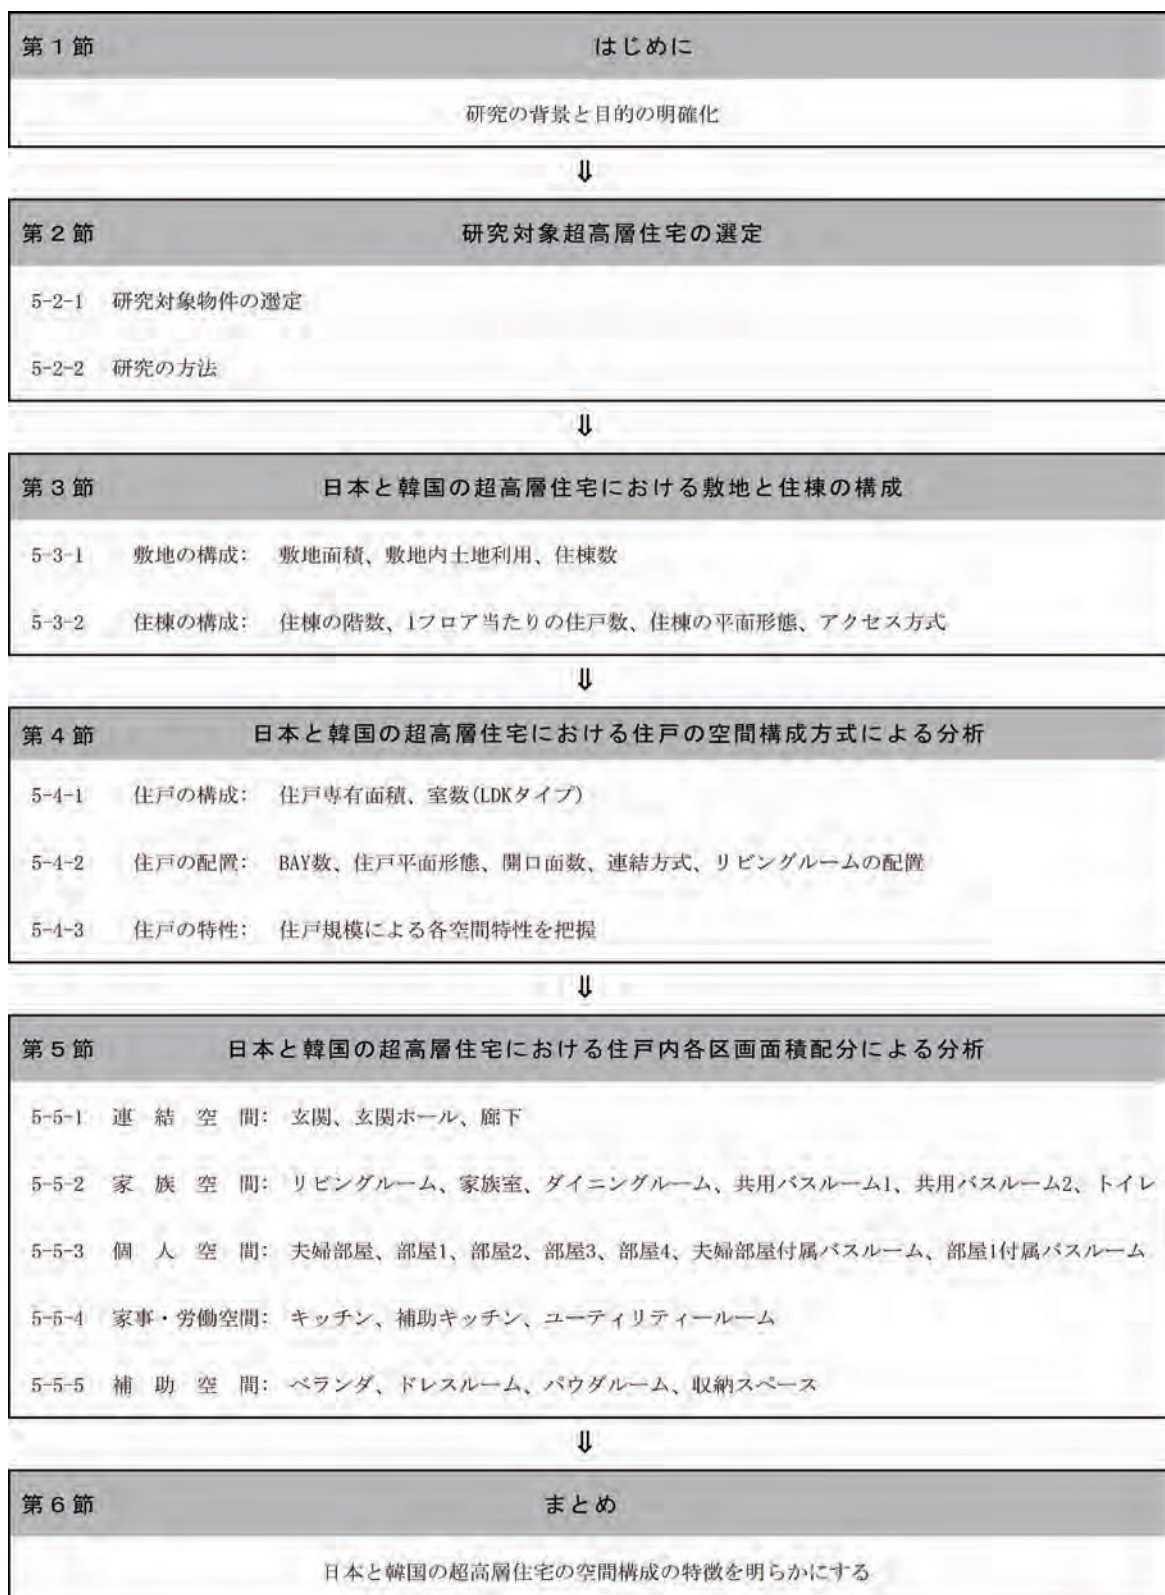 第1節 はじめに
研究の背景と目的の明確化
⇓
第2節 研究対象超高層住宅の選定
5-2-1 研究対象物件の選定
5-2-2 研究の方法
⇓
第3節 日本と韓国の超高層住宅における敷地と住棟の構成
5-3-1 敷地の構成： 敷地面積、敷地内土地利用、住棟数
5-3-2 住棟の構成： 住棟の階数、1フロア当たりの住戸数、住棟の平面形態、アクセス方式
⇓
第4節 日本と韓国の超高層住宅における住戸の空間構成方式による分析
5-4-1 住戸の構成： 住戸専有面積、室数(LDKタイプ)
5-4-2 住戸の配置： BAY数、住戸平面形態、開口面数、連結方式、リビングルームの配置
5-4-3 住戸の特性： 住戸規模による各空間特性を把握
⇓
第5節 日本と韓国の超高層住宅における住戸内各区画面積配分による分析
5-5-1 連結空間： 玄関、玄関ホール、廊下
5-5-2 家族空間： リビングルーム、家族室、ダイニングルーム、共用バスルーム1、共用バスルーム2、トイレ
5-5-3 個人空間： 夫婦部屋、部屋1、部屋2、部屋3、部屋4、夫婦部屋付属バスルーム、部屋1付属バスルーム
5-5-4 家事・労働空間： キッチン、補助キッチン、ユーティリティールーム
5-5-5 補助空間： ベランダ、ドレスルーム、パウダルーム、収納スペース
⇓
第6節 まとめ
日本と韓国の超高層住宅の空間構成の特徴を明らかにする